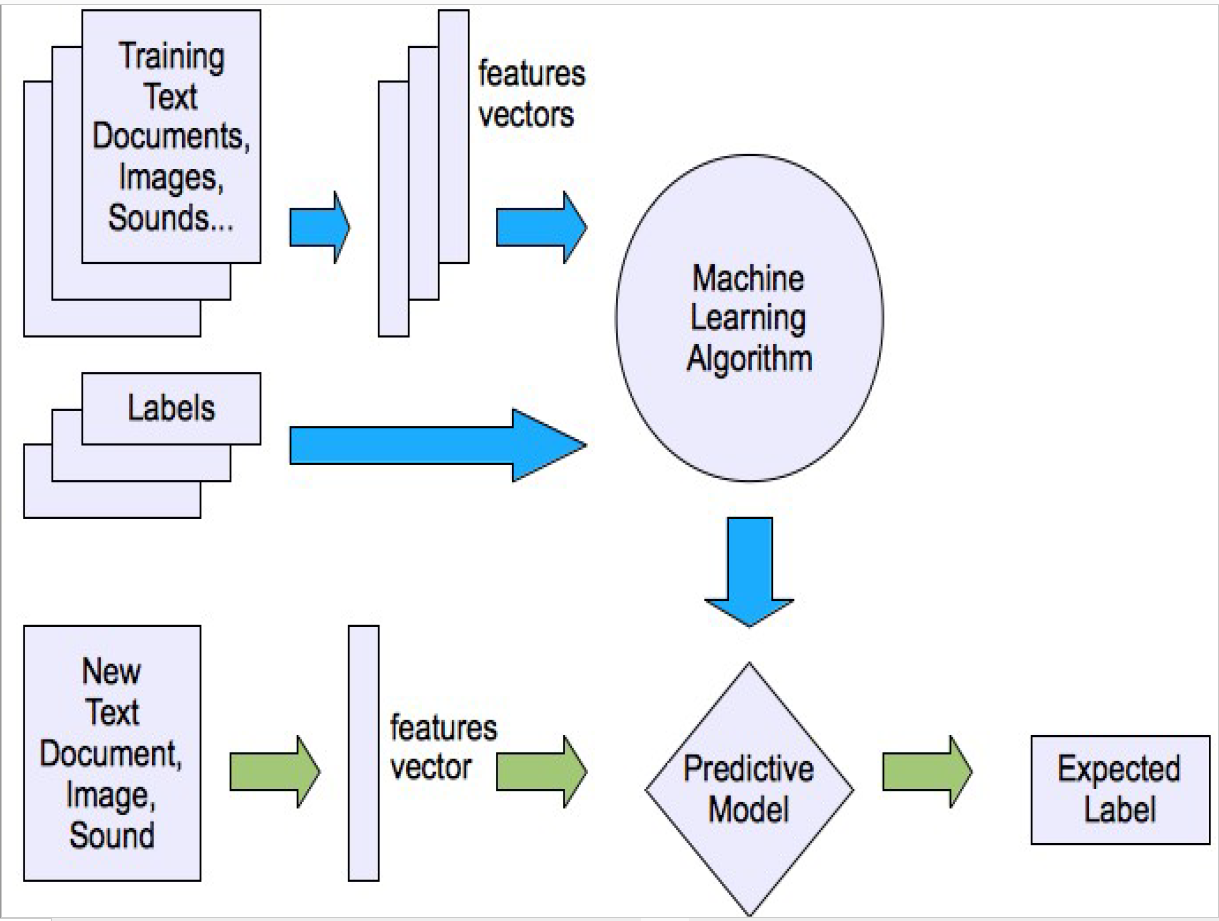 Training
Text
Documents,
Images,
Sounds...
features
vectors
Machine
Learning
Algorithm
Labels
New
Text
Document,
Image,
Sound
features
vector
Predictive
Model
Expected
Label